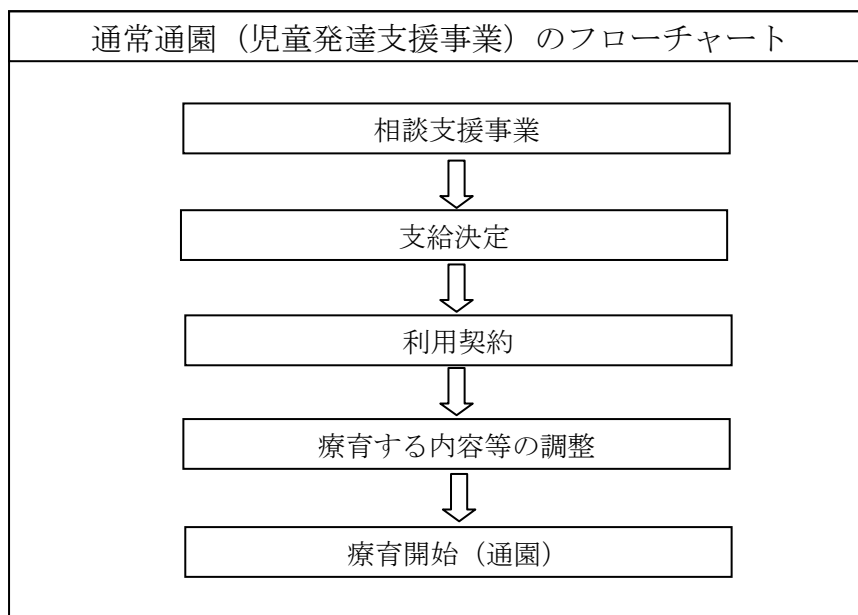 通常通園（児童発達支援事業）のフローチャート
相談支援事業
支給決定
利用契約
療育する内容等の調整
療育開始（通園）